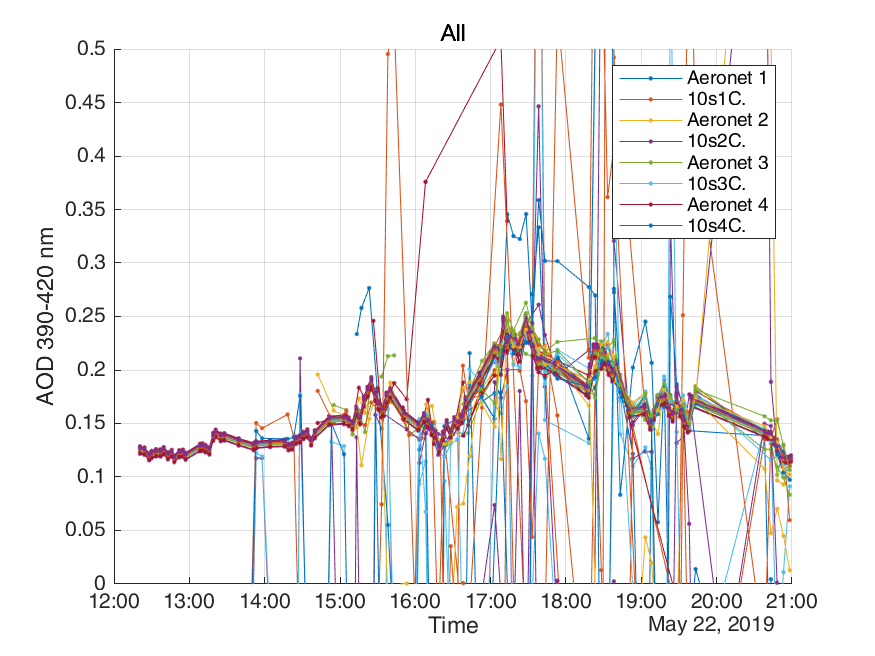 All
0.5
0.45
0.4
0.35
0.3
0.25
0.2
0.15
0.1
0.05
0
AOD 390-420 nm
Aeronet 1
10s1C.
Aeronet 2
10s2C.
Aeronet 3
10s3C.
Aeronet 4
10s4C.
12:00 13:00 14:00 15:00 16:00 17:00 18:00 19:00 20:00 21:00
Time
May 22, 2019